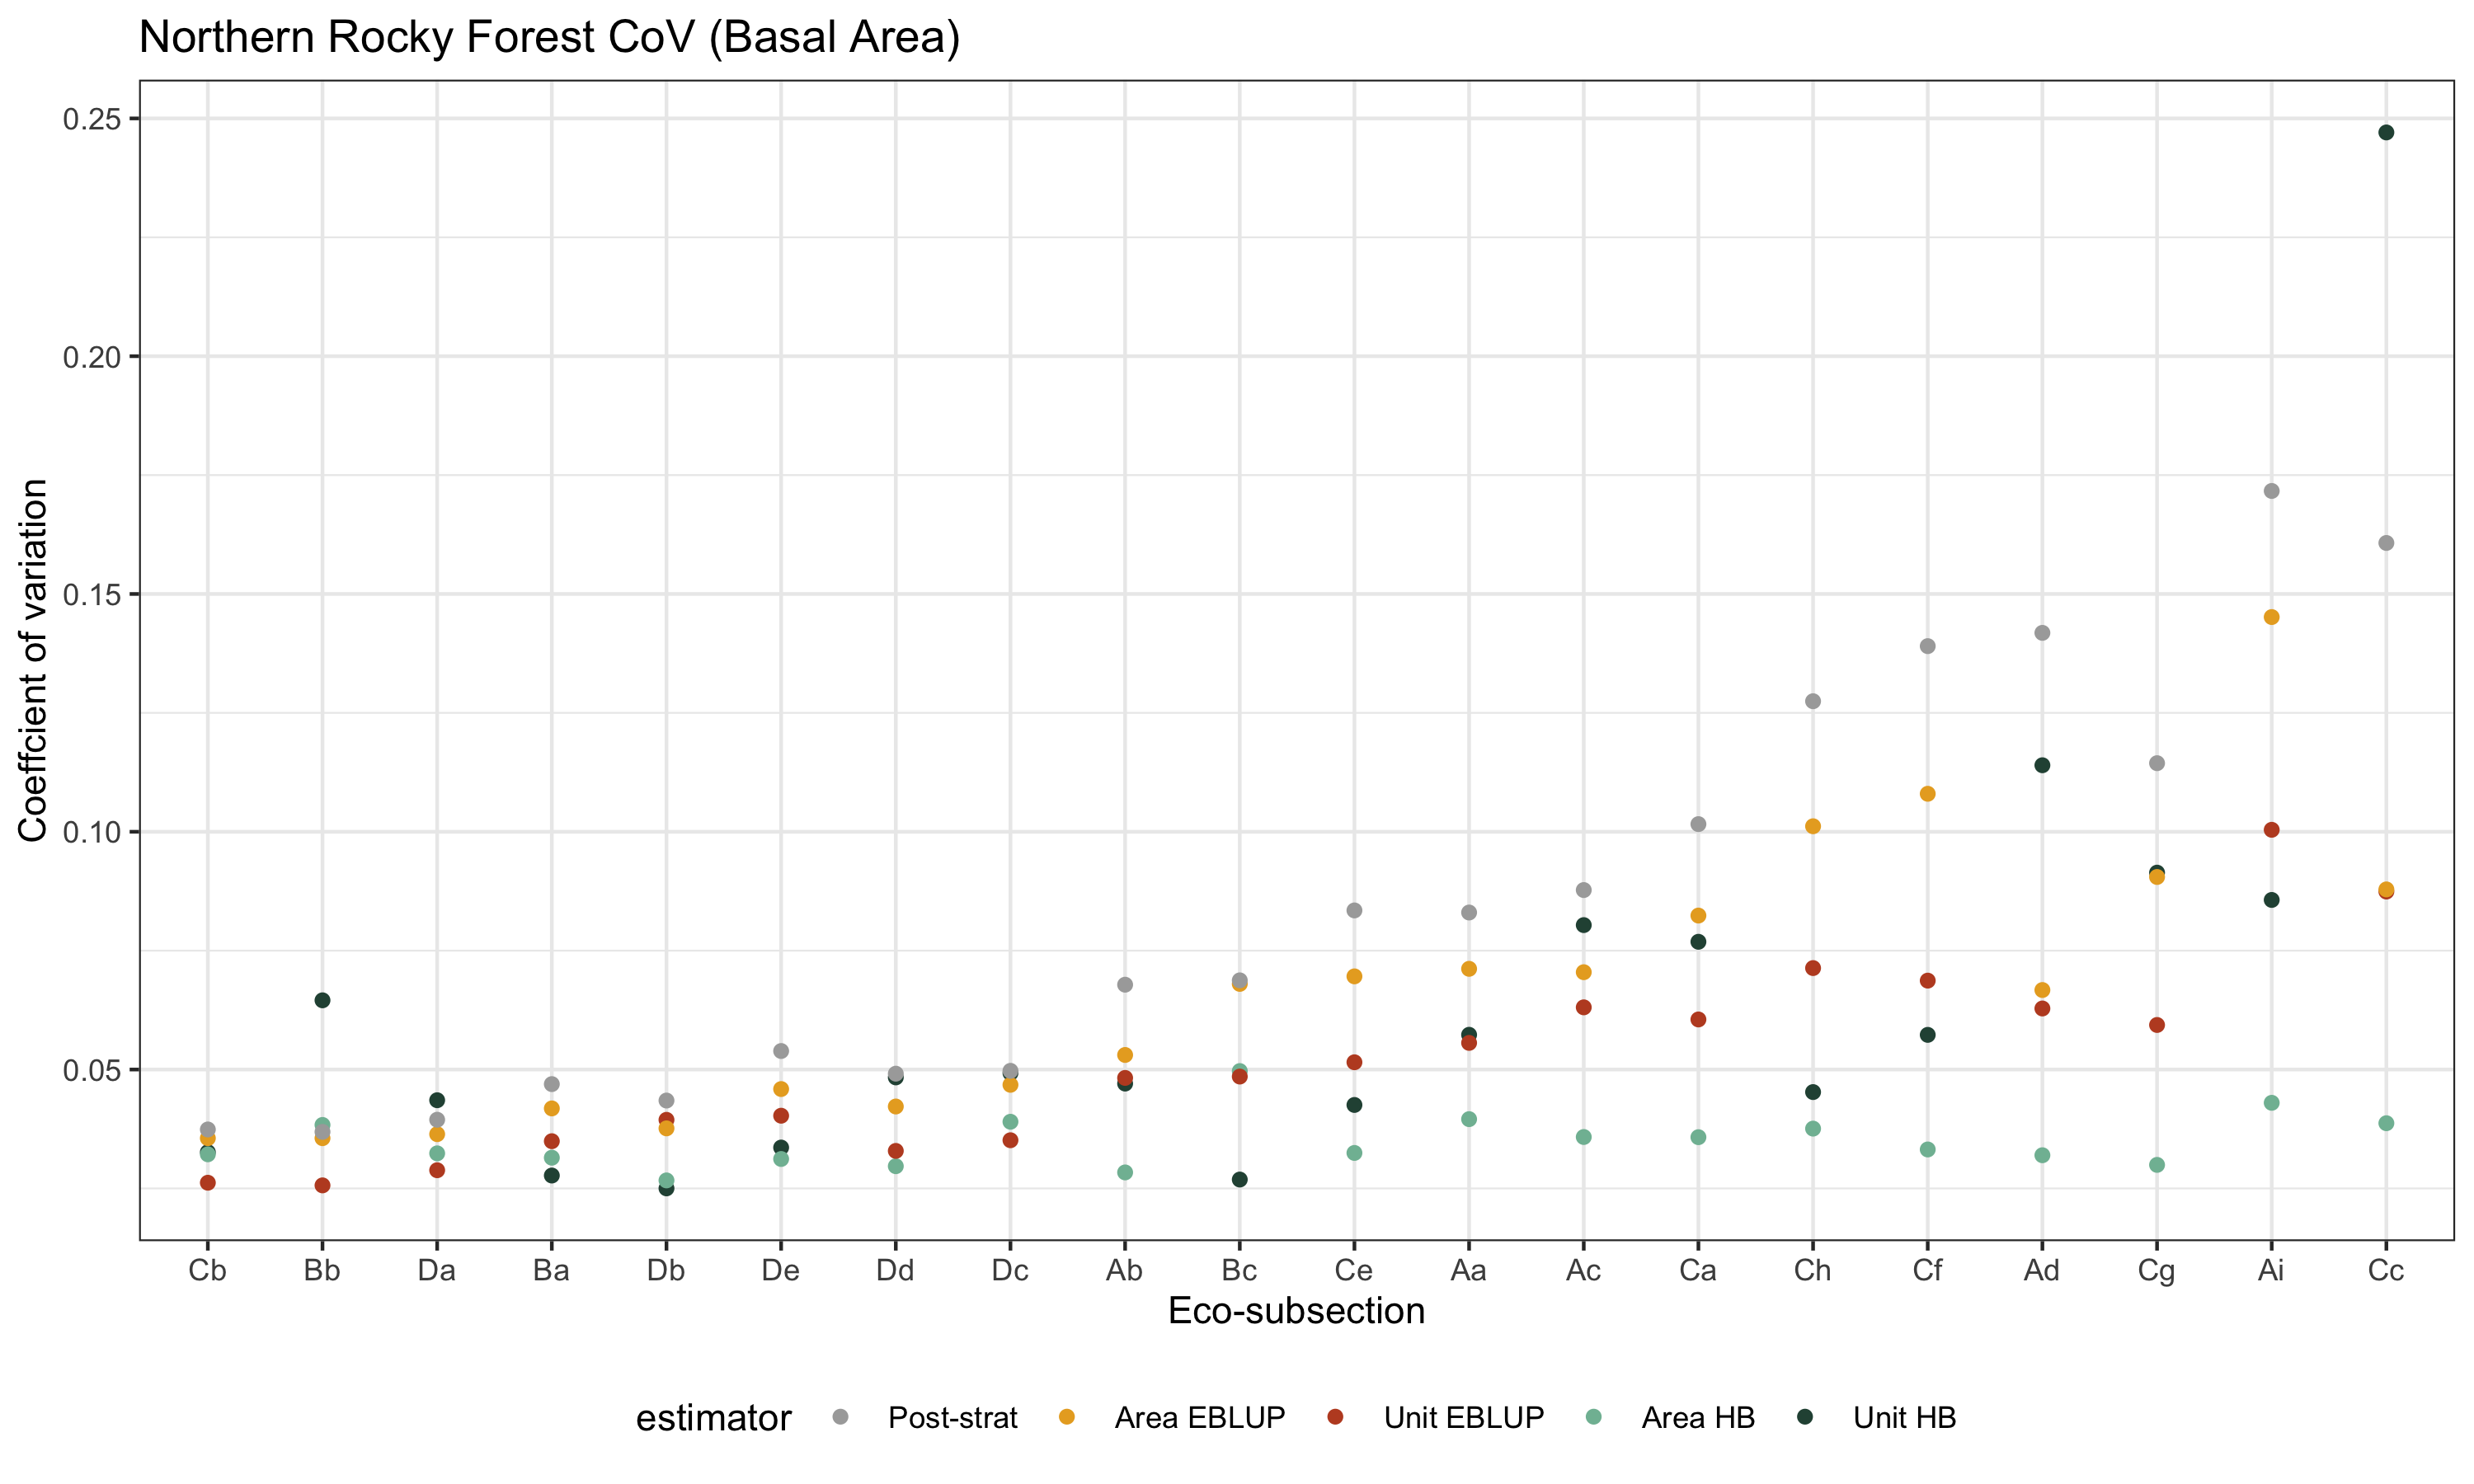 Northern Rocky Forest CoV (Basal Area)
0.25
0.20
0.15
0.10
0.05
Coeffcient of variation
Cb Bb Da Ba Db De Dd Dc Ab Bc Ce Aa Ac Ca Ch Cf Ad Cg Ai Cc
Eco-subsection
estimator Post-strat Area EBLUP Unit EBLUP Area HB Unit HB